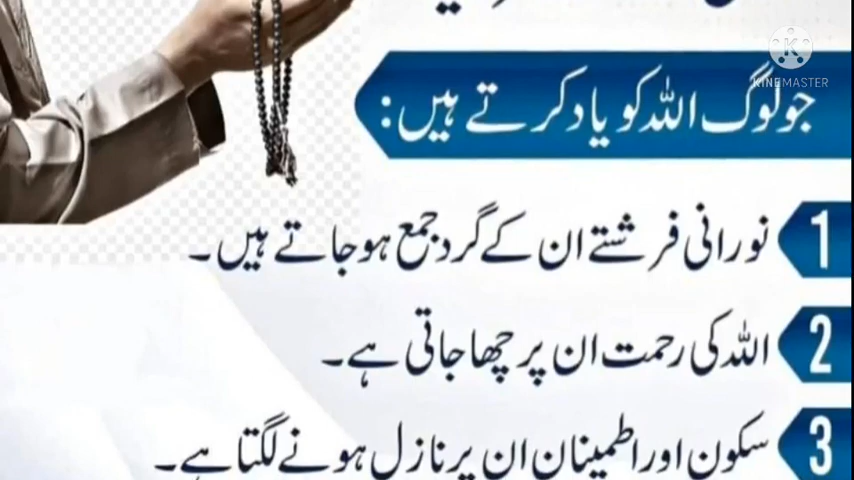 KINEMASTER
جو لوگ اللہ کو یاد کرتے ہیں:
1 نورانی فرشتے ان کے گرد جمع ہو جاتے ہیں۔
2 اللہ کی رحمت ان پر چھا جاتی ہے۔
3 سکون اور اطمینان ان پر نازل ہونے لگتا ہے۔